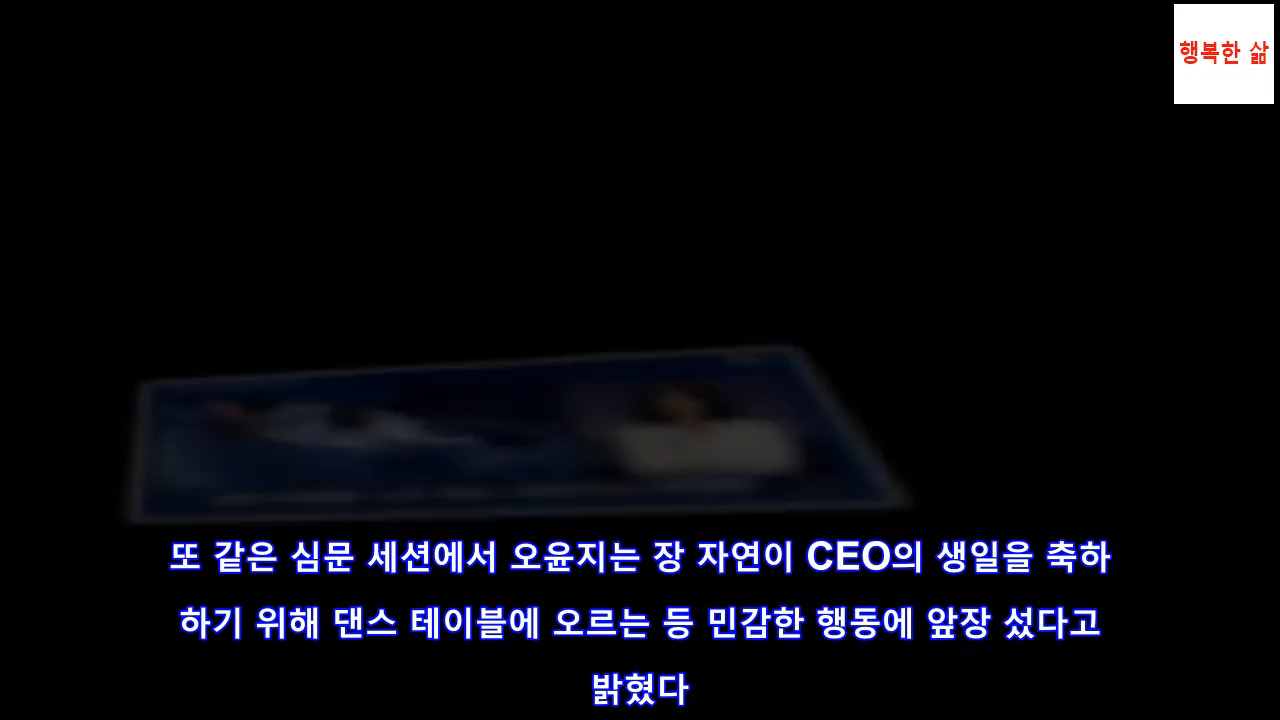 행복한 삶
또 같은 심문 세션에서 오윤지는 장 자연이 CEO의 생일을 축하
하기 위해 댄스 테이블에 오르는 등 민감한 행동에 앞장 섰다고
밝혔다